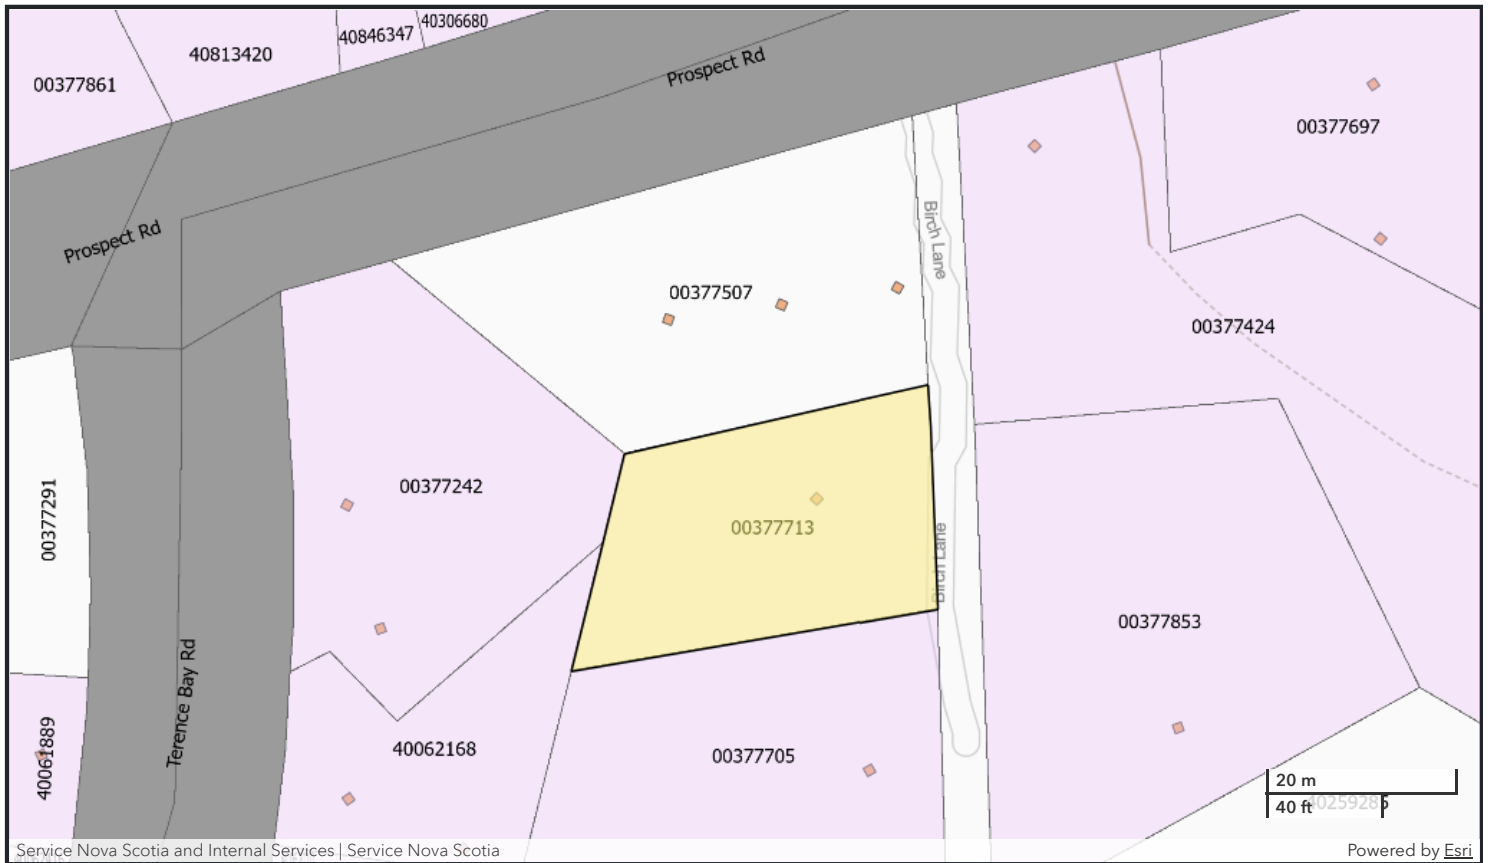 40306680
40846347
40813420
00377861
Prospect Rd
00377697
Prospect Rd
Birch Lane
00377507
00377424
00377242
00377291
00377713
Birch Lane
00377853
Terence Bay Rd
40061889
40062168
00377705
20 m
40 ft
40259285
Service Nova Scotia and Internal Services | Service Nova Scotia
Powered by Esri